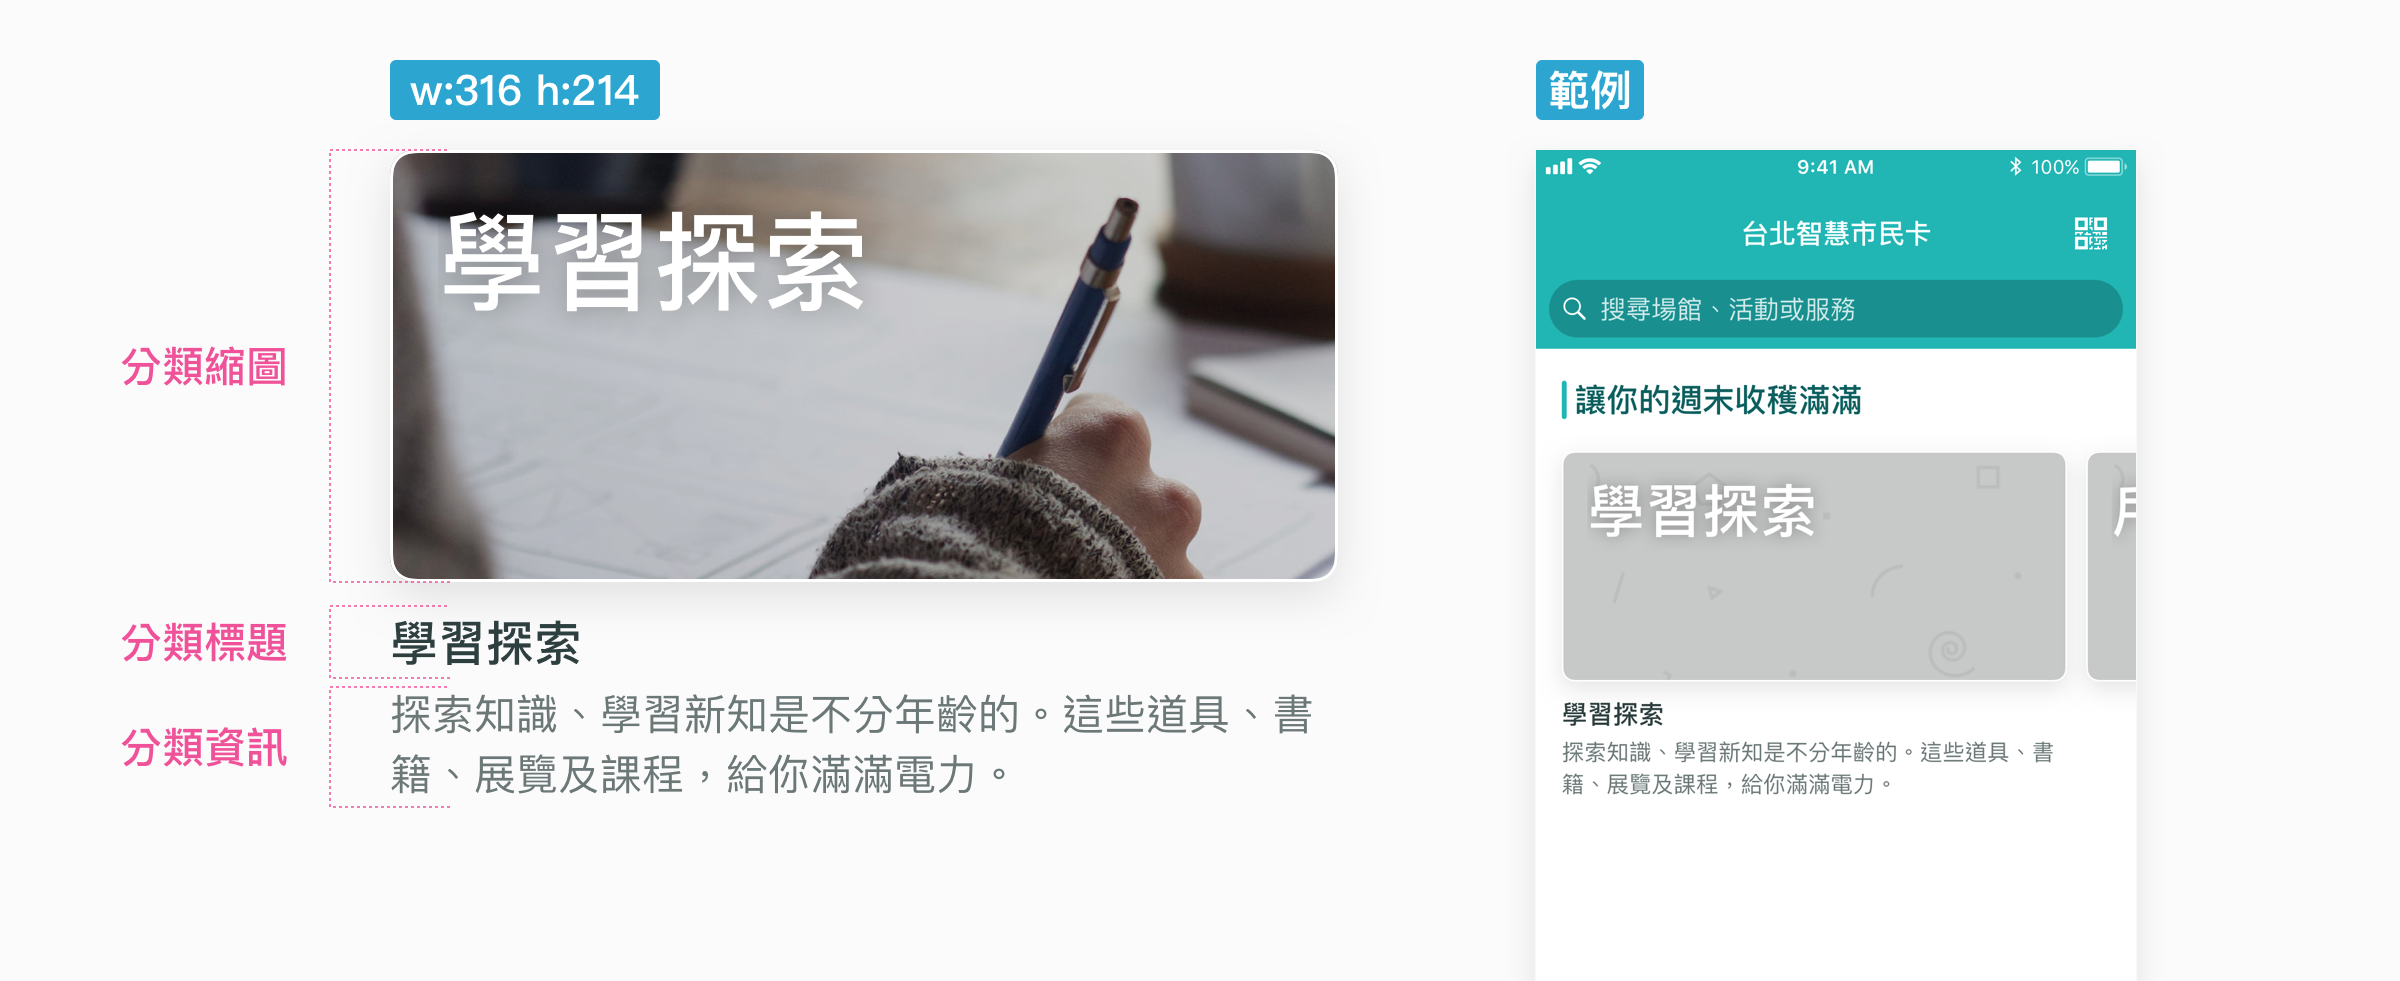 w:316 h:214
學習探索
分類縮圖
分類標題
學習探索
分類資訊
探索知識、學習新知是不分年齡的。這些道具、書
籍、展覽及課程，給你滿滿電力。
範例
9:41 AM
100%
台北智慧市民卡
搜尋場館、活動或服務
讓你的週末收穫滿滿
學習探索
學習探索
探索知識、學習新知是不分年齡的。這些道具、書
籍、展覽及課程，給你滿滿電力。